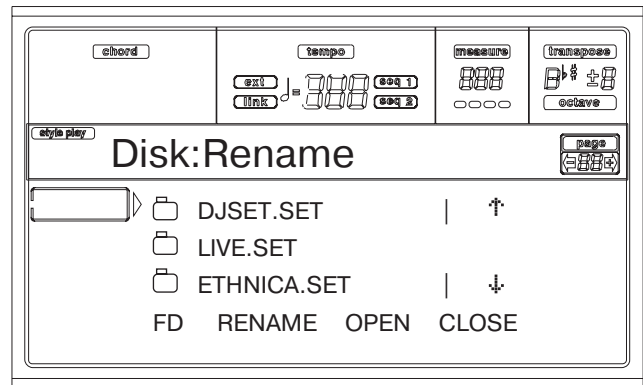 chord
tempo
measure
transpose
ext
seq 1
link
seq 2
octave
style play
Disk:Rename
page
DJSET.SET
LIVE.SET
ETHNICA.SET
FD RENAME OPEN CLOSE